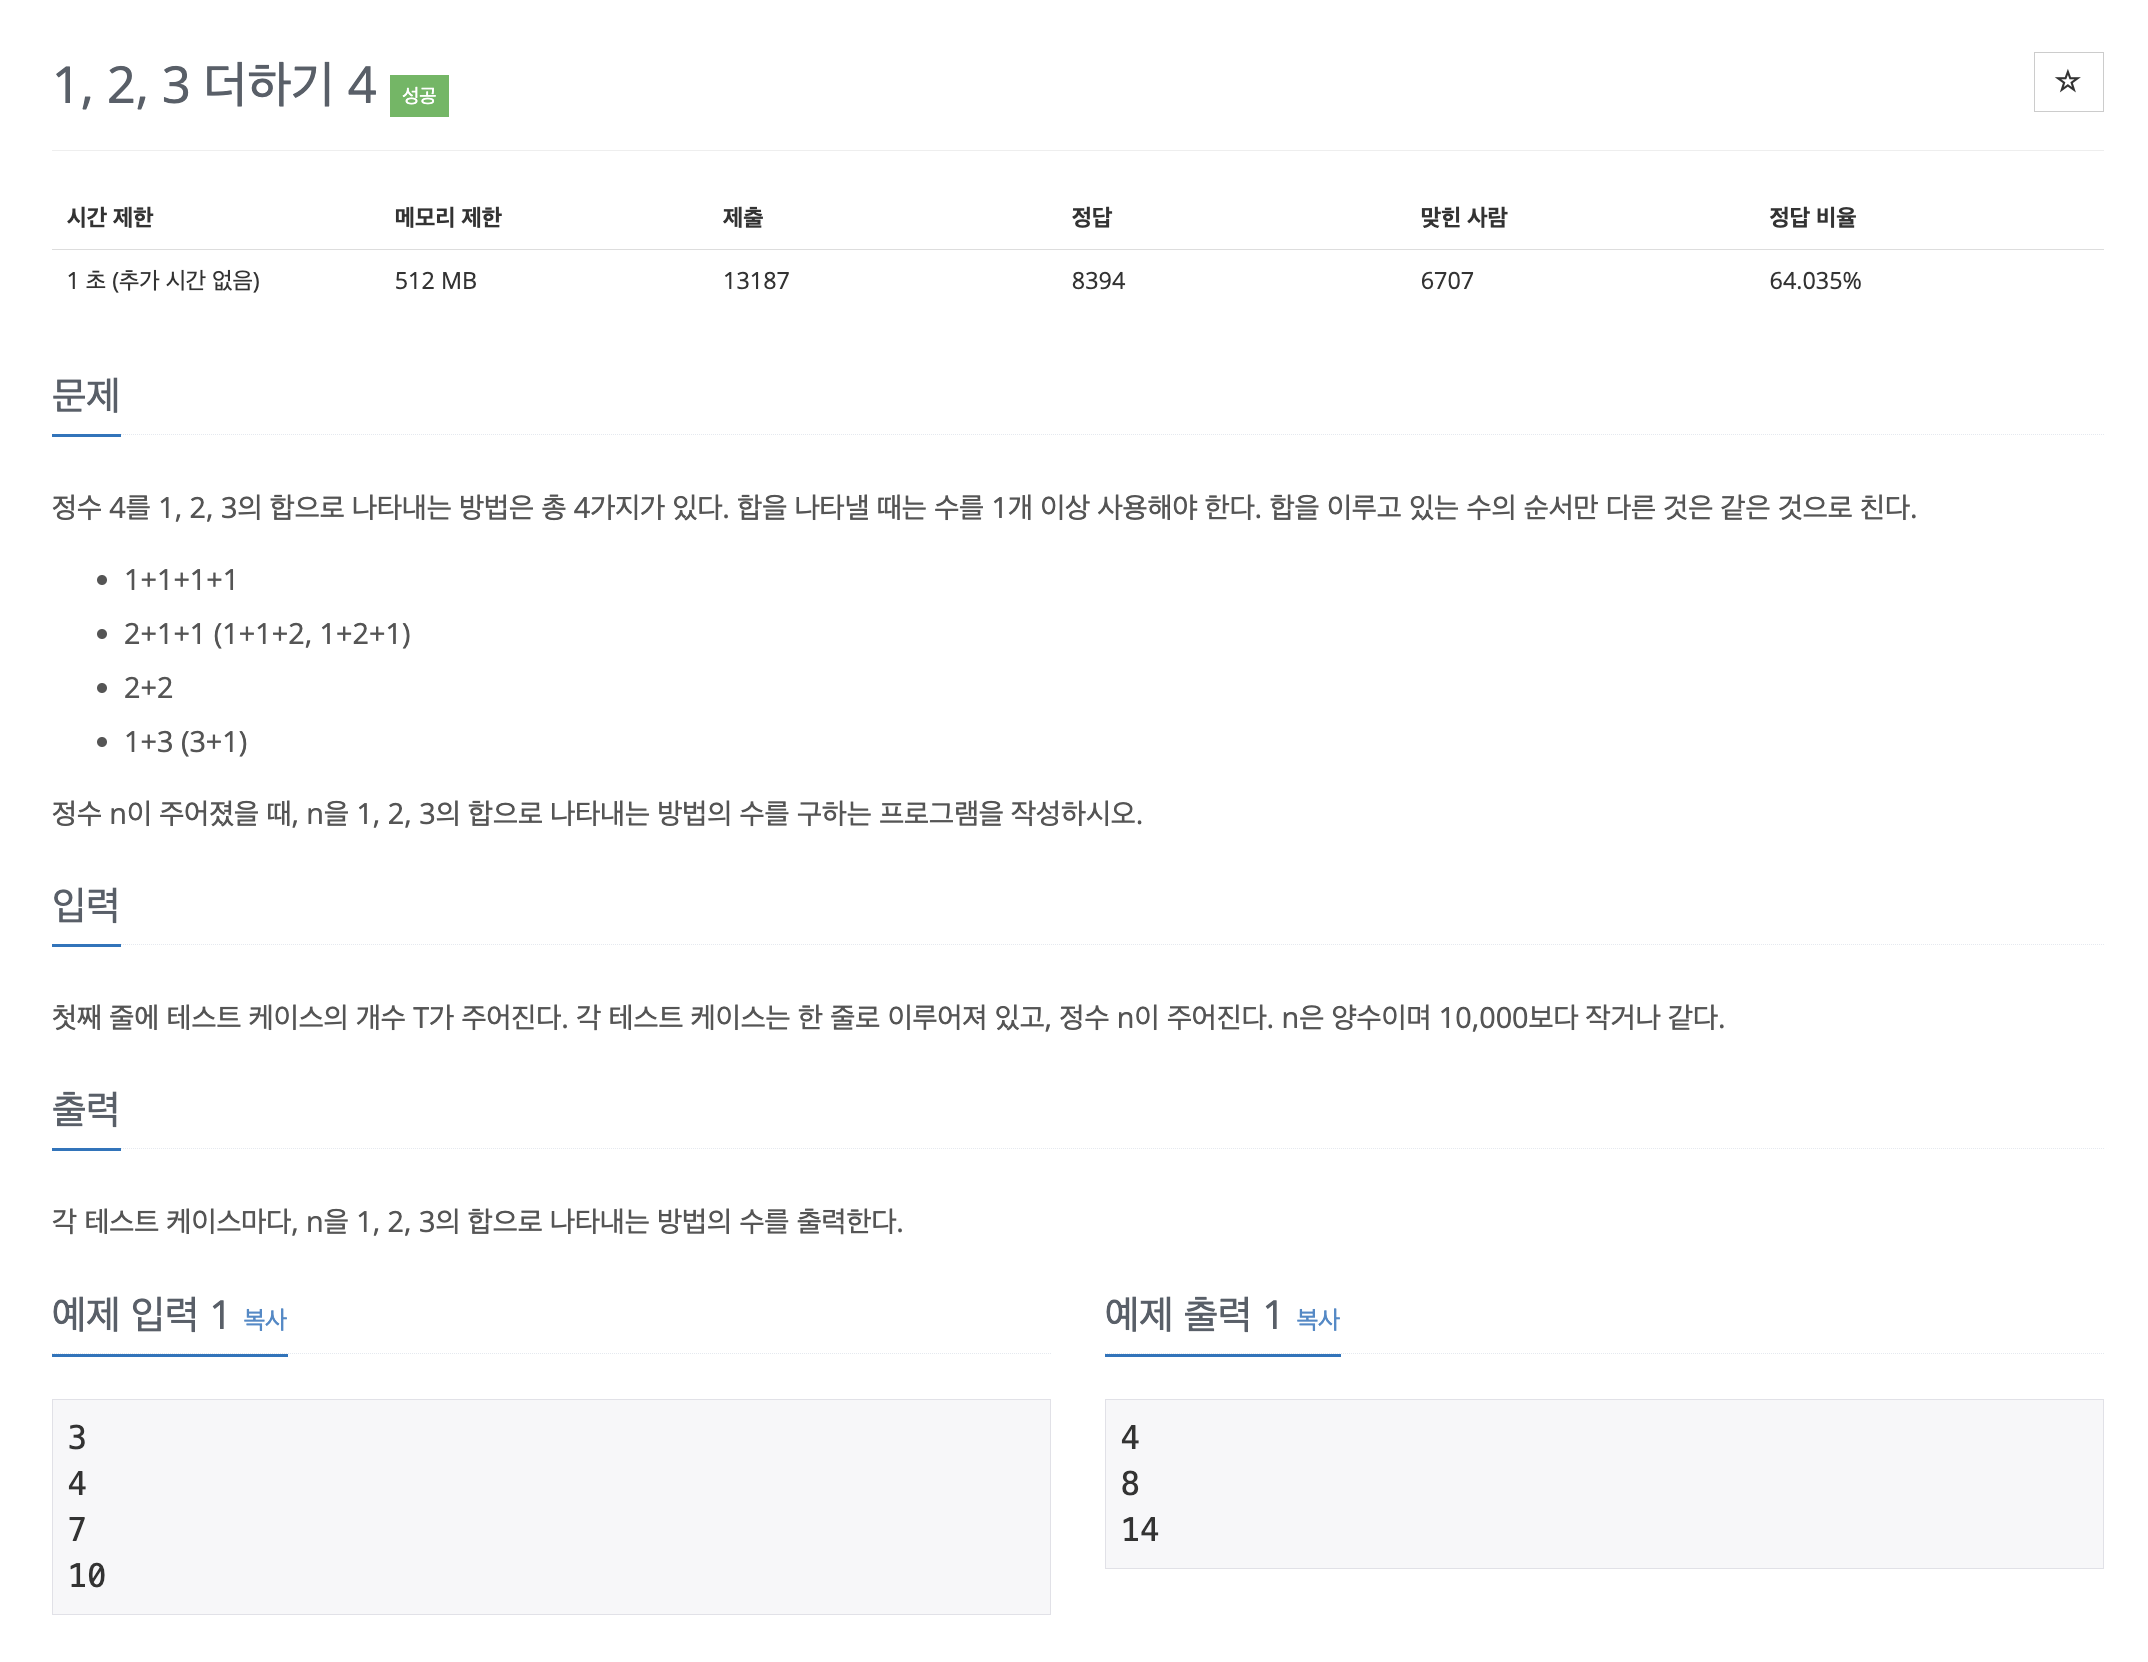 1, 2, 3 더하기 4 성공
☆
시간 제한 메모리 제한 제출 정답 맞힌 사람 정답 비율
1 초 (추가 시간 없음) 512 MB 13187 8394 6707 64.035%
문제
정수 4를 1, 2, 3의 합으로 나타내는 방법은 총 4가지가 있다. 합을 나타낼 때는 수를 1개 이상 사용해야 한다. 합을 이루고 있는 수의 순서만 다른 것은 같은 것으로 친다.
• 1+1+1+1
• 2+1+1 (1+1+2, 1+2+1)
• 2+2
• 1+3 (3+1)
정수 n이 주어졌을 때, n을 1, 2, 3의 합으로 나타내는 방법의 수를 구하는 프로그램을 작성하시오.
입력
첫째 줄에 테스트 케이스의 개수 T가 주어진다. 각 테스트 케이스는 한 줄로 이루어져 있고, 정수 n이 주어진다. n은 양수이며 10,000보다 작거나 같다.
출력
각 테스트 케이스마다, n을 1, 2, 3의 합으로 나타내는 방법의 수를 출력한다.
예제 입력 1 복사
3
4
7
10
예제 출력 1 복사
4
8
14